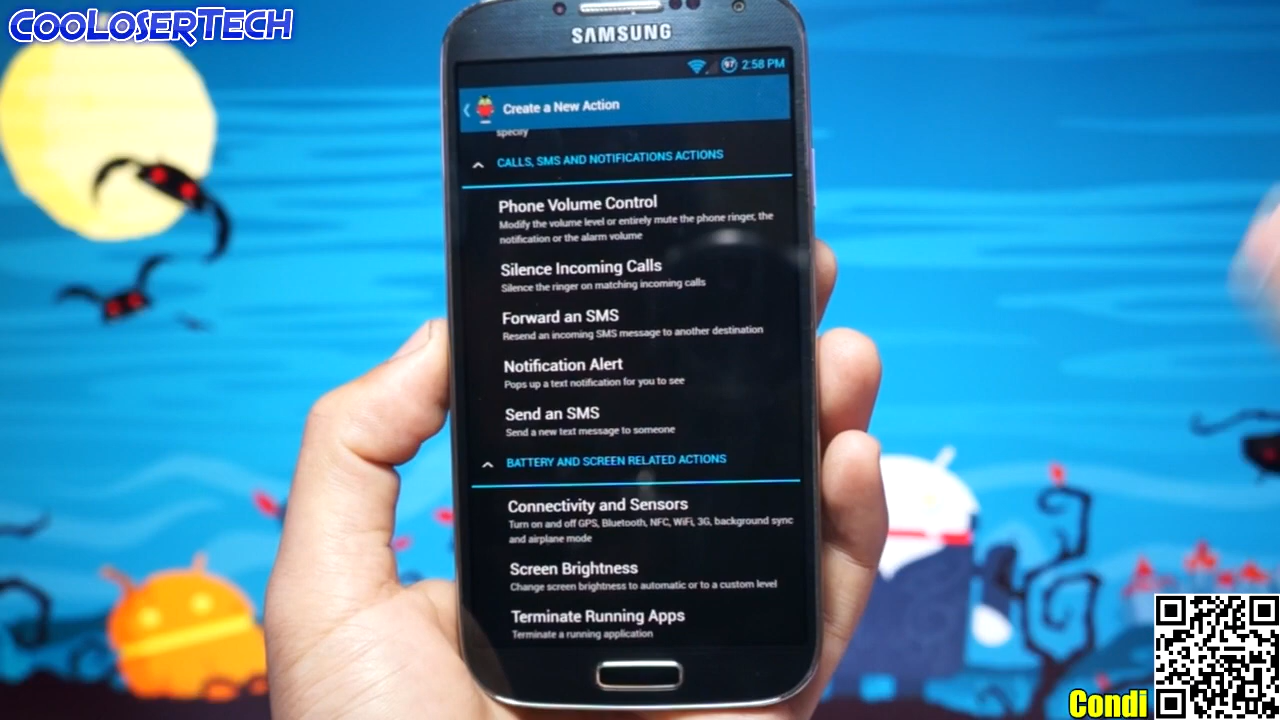 COOLOSERTECH
SAMSUNG
97 2:58 PM
Create a New Action
specify
CALLS, SMS AND NOTIFICATIONS ACTIONS
Phone Volume Control
Modify the volume level or entirely mute the phone ringer, the
notification or the alarm volume
Silence Incoming Calls
Silence the ringer on matching incoming calls
Forward an SMS
Resend an incoming SMS message to another destination
Notification Alert
Pops up a text notification for you to see
Send an SMS
Send a new text message to someone
BATTERY AND SCREEN RELATED ACTIONS
Connectivity and Sensors
Turn on and off GPS, Bluetooth, NFC, WiFi, 3G, background sync
and airplane mode
Screen Brightness
Change screen brightness to automatic or to a custom level
Terminate Running Apps
Terminate a running application
Condi